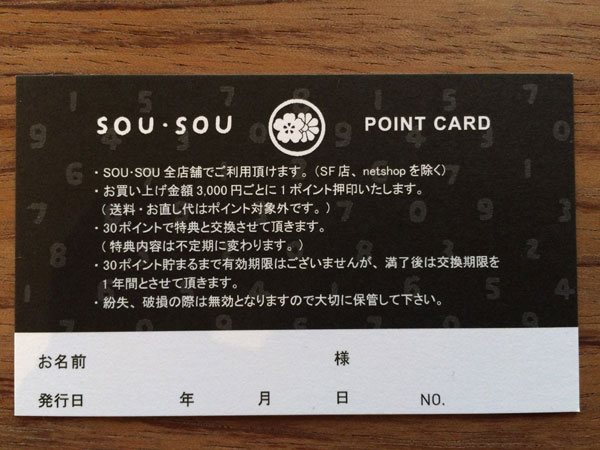 SOU·SOU POINT CARD
・SOU·SOU 全店舗でご利用頂けます。（SF 店、netshop を除く）
・お買い上げ金額 3,000 円ごとに 1 ポイント押印いたします。
（送料・お直し代はポイント対象外です。）
・30 ポイントで特典と交換させて頂きます。
（特典内容は不定期に変わります。）
・30 ポイント貯まるまで有効期限はございませんが、満了後は交換期限を
1 年間とさせて頂きます。
・紛失、破損の際は無効となりますので大切に保管して下さい。
お名前 様
発行日 年 月 日 NO.